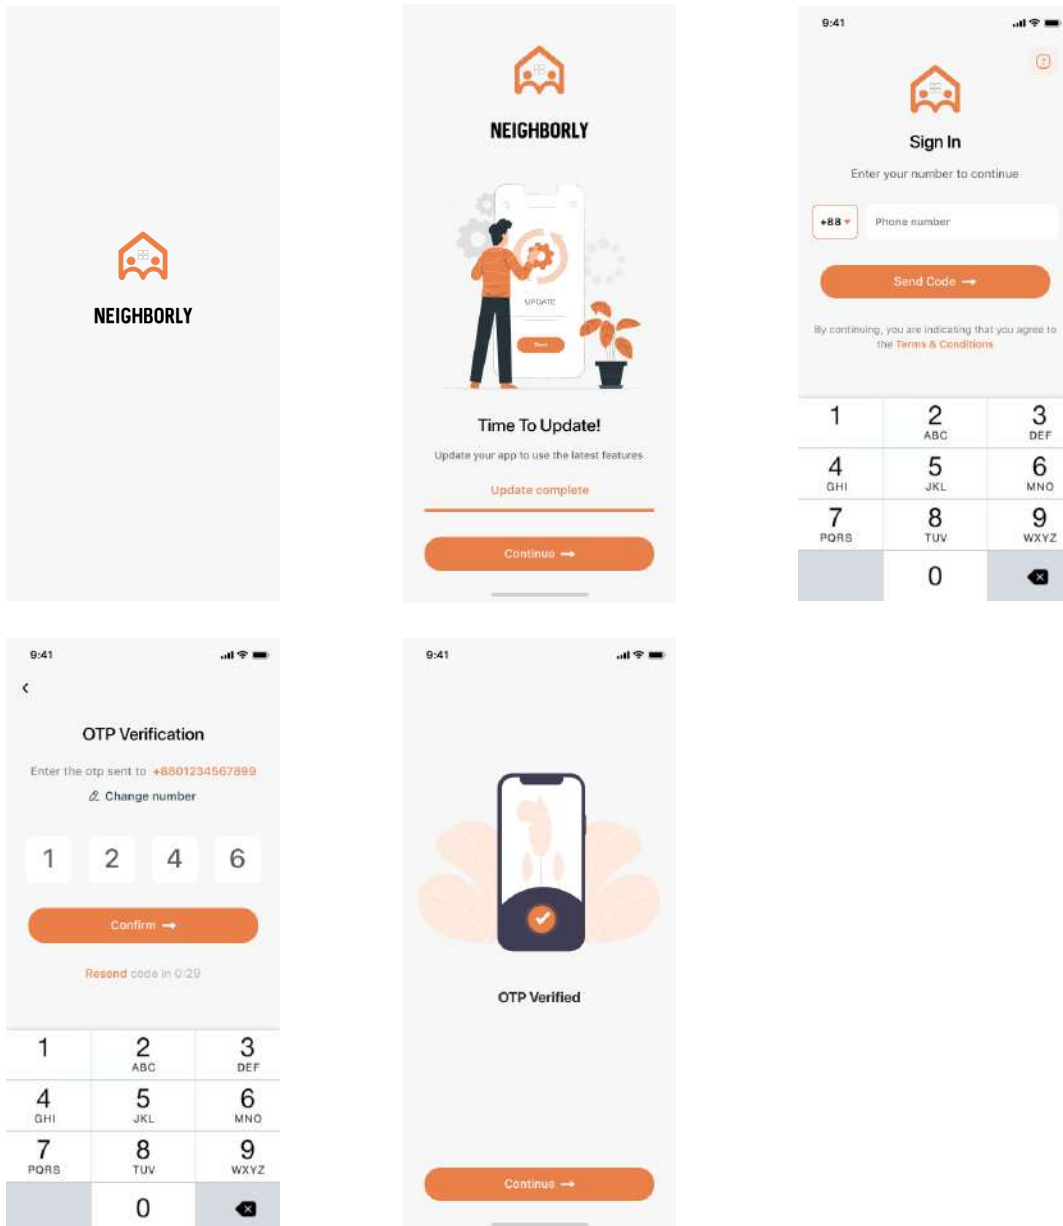 NEIGHBORLY
NEIGHBORLY
UPDATE
Start
Time To Update!
Update your app to use the latest features
Update complete
Continue →
9:41
?
Sign In
Enter your number to continue
+88 ▼ Phone number
Send Code →
By continuing, you are indicating that you agree to
the Terms & Conditions
1 2 3
ABC DEF
4 5 6
GHI JKL MNO
7 8 9
PQRS TUV WXYZ
0
9:41
OTP Verification
Enter the otp sent to +8801234567899
Change number
1 2 4 6
Confirm →
Resend code in 0:29
1 2 3
ABC DEF
4 5 6
GHI JKL MNO
7 8 9
PQRS TUV WXYZ
0
9:41
OTP Verified
Continue →